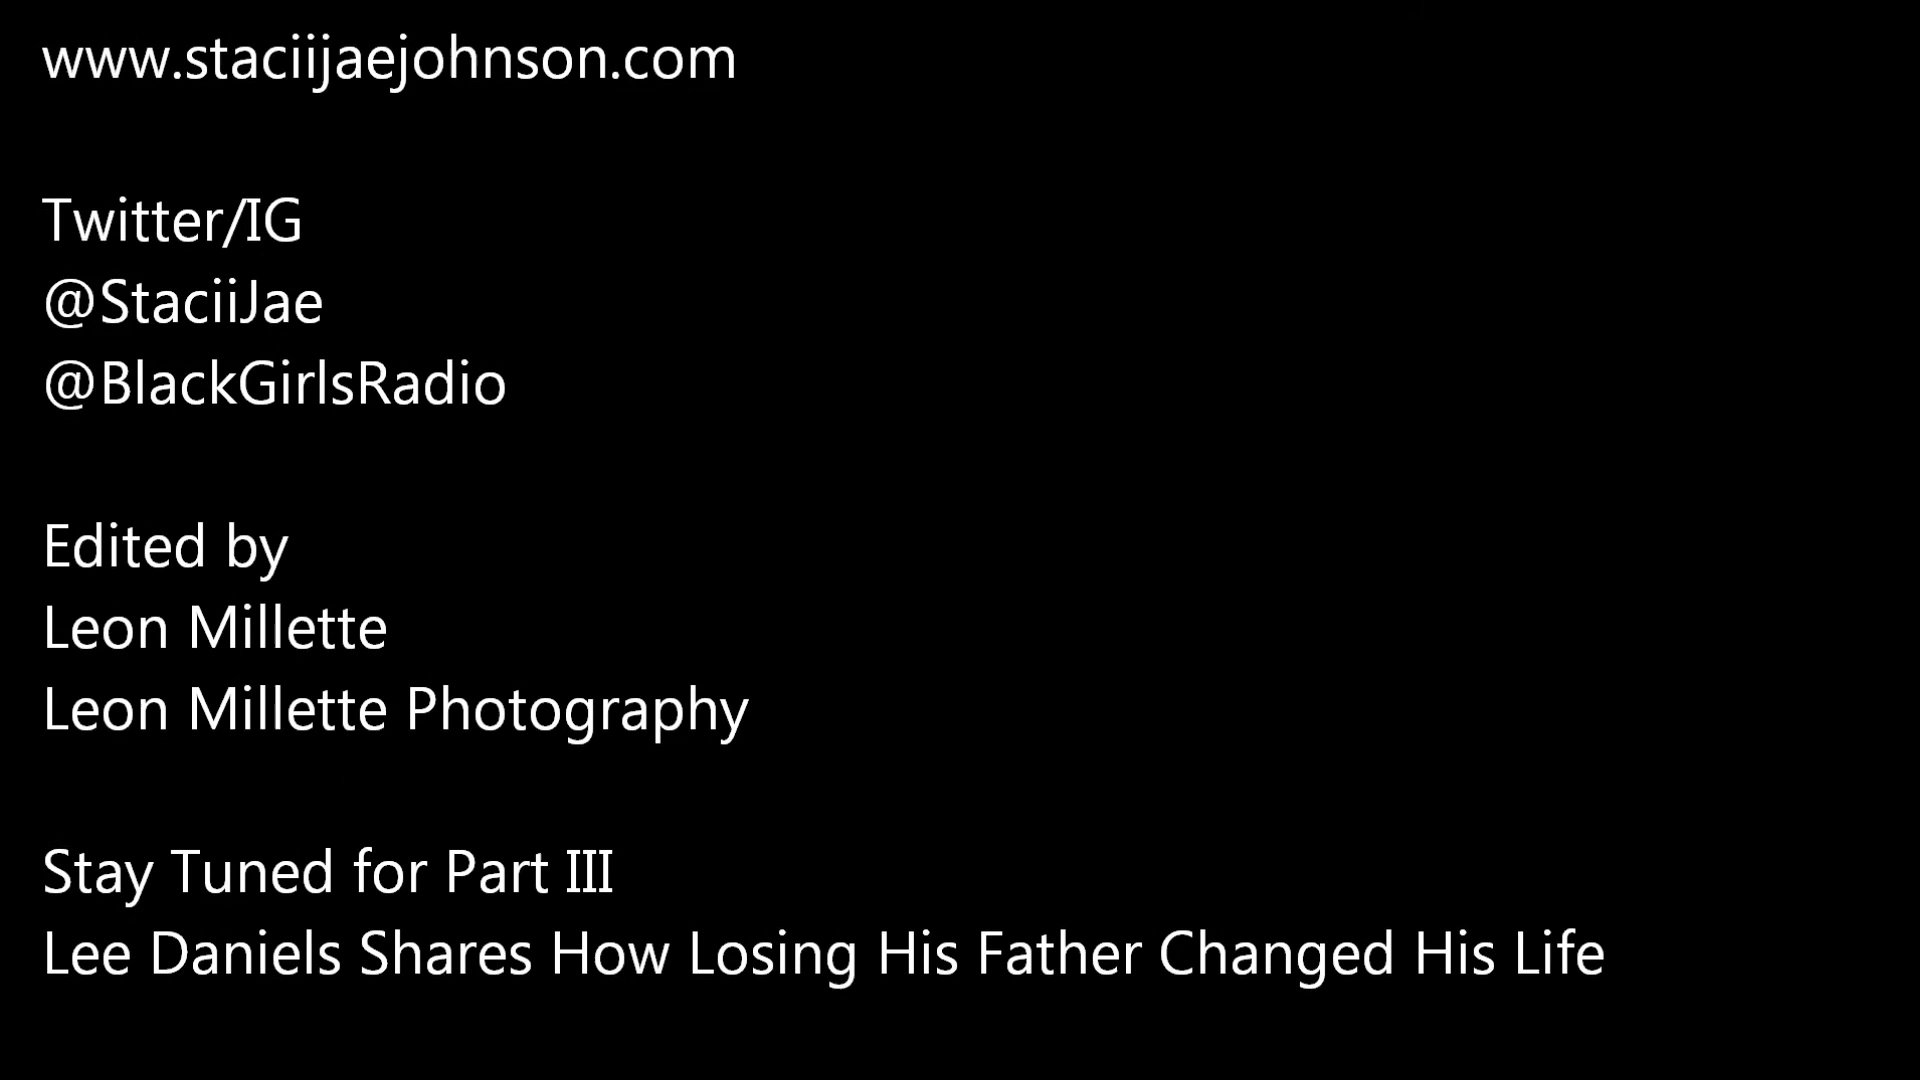 www.staciijaejohnson.com
Twitter/IG
@StaciiJae
@BlackGirlsRadio
Edited by
Leon Millette
Leon Millette Photography
Stay Tuned for Part III
Lee Daniels Shares How Losing His Father Changed His Life